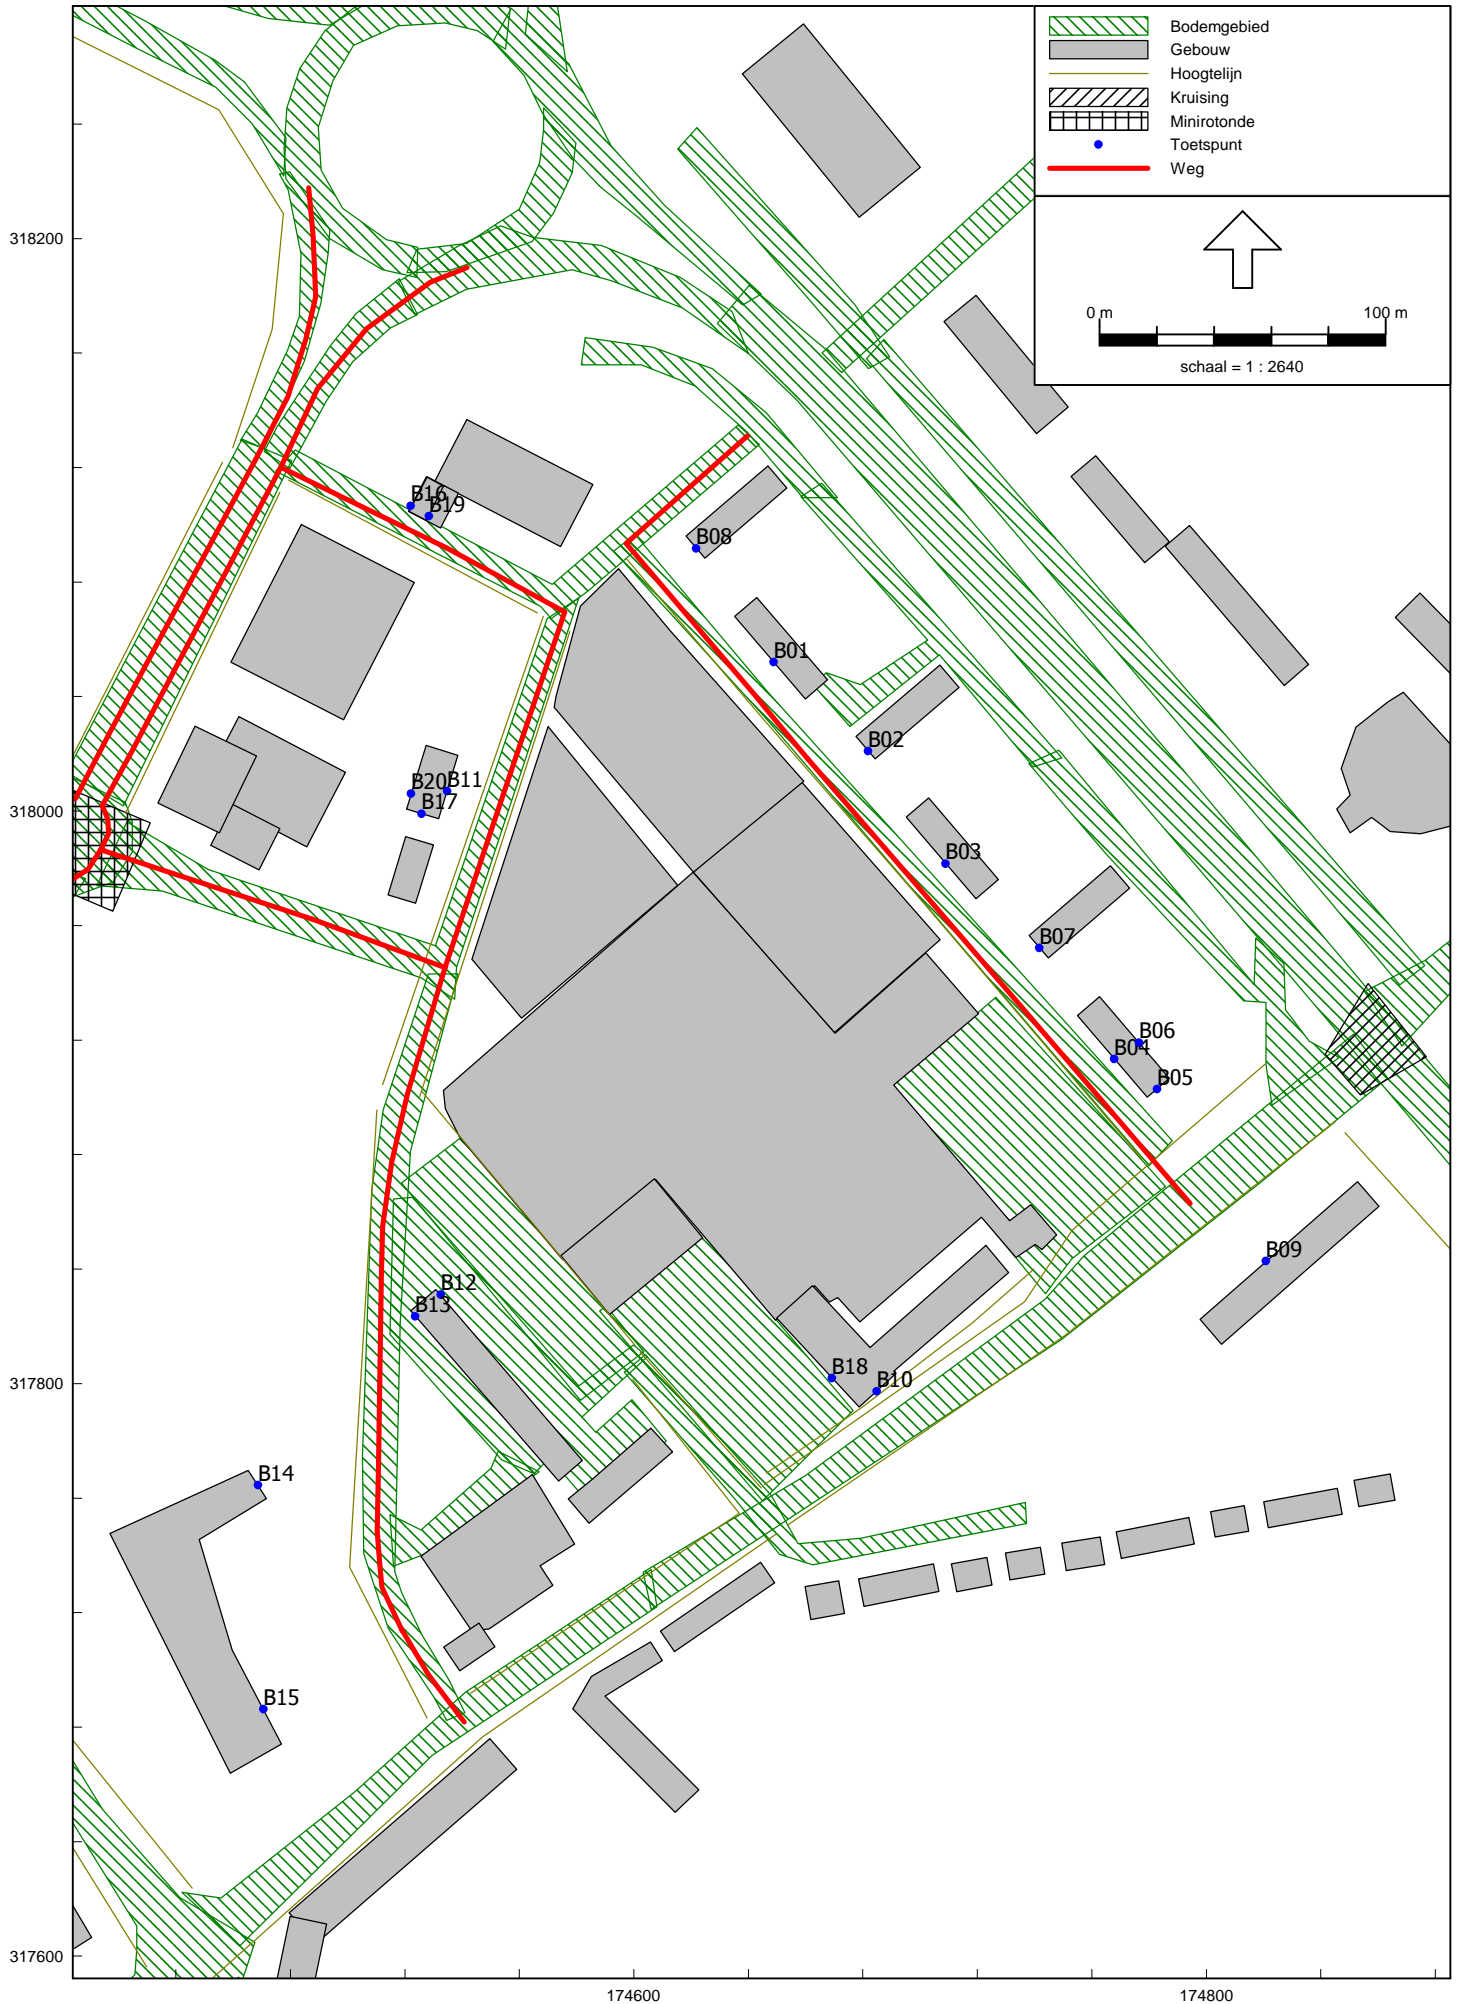 Bodemgebied
Gebouw
Hoogtelijn
Kruising
Minirotonde
Toetspunt
Weg
318200
0 m 100 m
schaal = 1 : 2640
B16
B19
B08
B01
B02
B20
B11
B17
318000
B03
B07
B06
B04
B05
B09
B12
B13
B18
B10
317800
B14
B15
317600
174600 174800